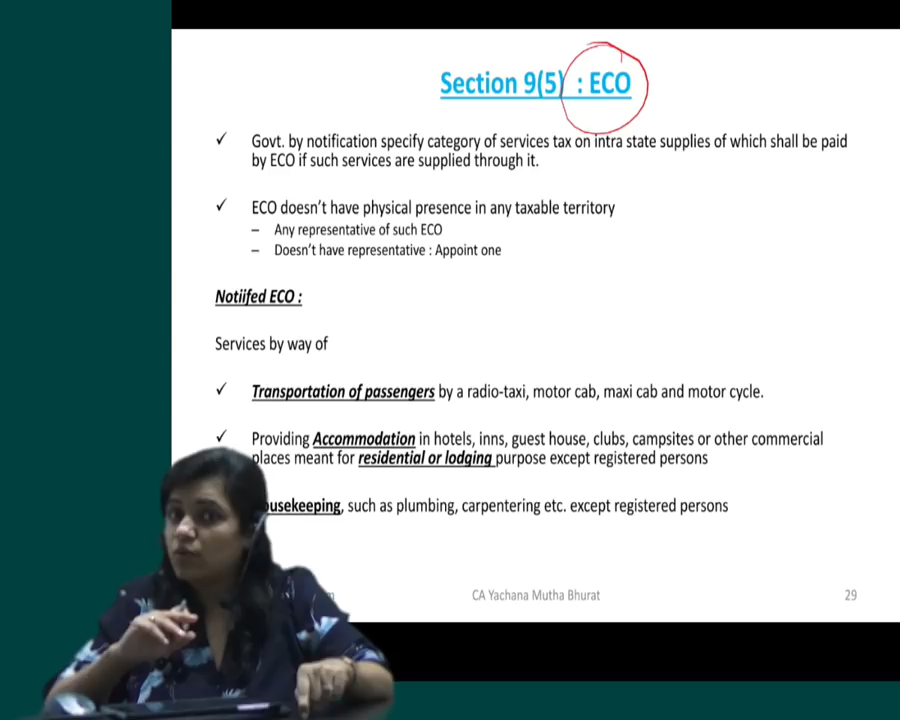 Section 9(5) : ECO
✓ Govt. by notification specify category of services tax on intra state supplies of which shall be paid
by ECO if such services are supplied through it.
✓ ECO doesn't have physical presence in any taxable territory
– Any representative of such ECO
– Doesn't have representative : Appoint one
Notiifed ECO :
Services by way of
✓ Transportation of passengers by a radio-taxi, motor cab, maxi cab and motor cycle.
✓ Providing Accommodation in hotels, inns, guest house, clubs, campsites or other commercial
places meant for residential or lodging purpose except registered persons
ousekeeping, such as plumbing, carpentering etc. except registered persons
CA Yachana Mutha Bhurat
29